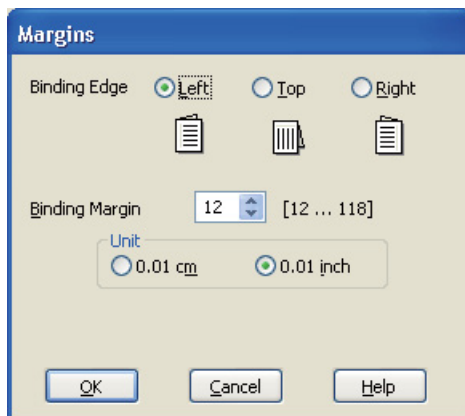 Margins
Binding Edge Left Top Right
Binding Margin 12 [12 ... 118]
Unit
0.01 cm 0.01 inch
OK Cancel Help